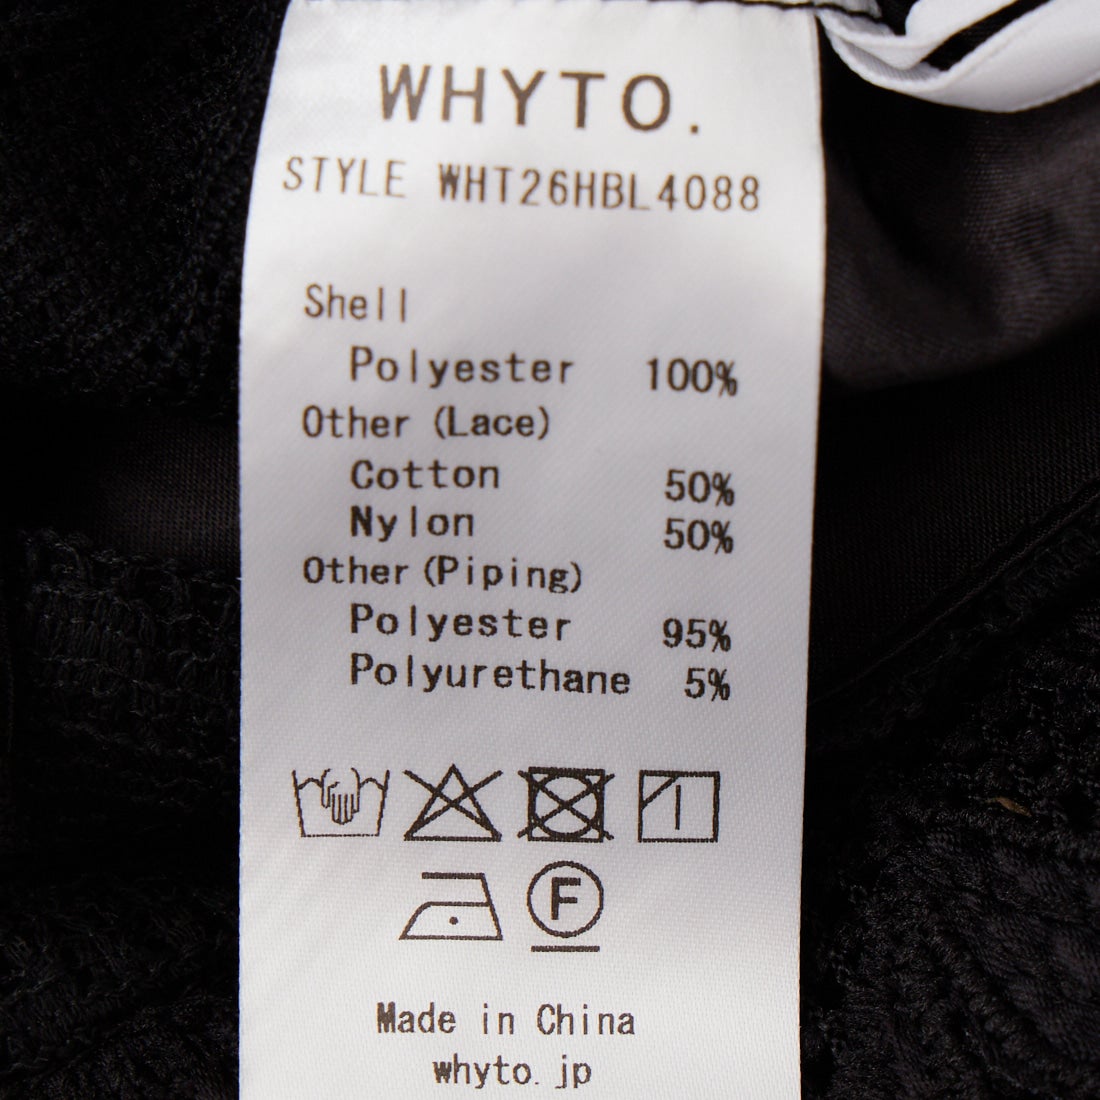 WHYTO.
STYLE WHT26HBL4088
Shell
Polyester 100%
Other (Lace)
Cotton 50%
Nylon 50%
Other (Piping)
Polyester 95%
Polyurethane 5%
F
Made in China
whyto.jp